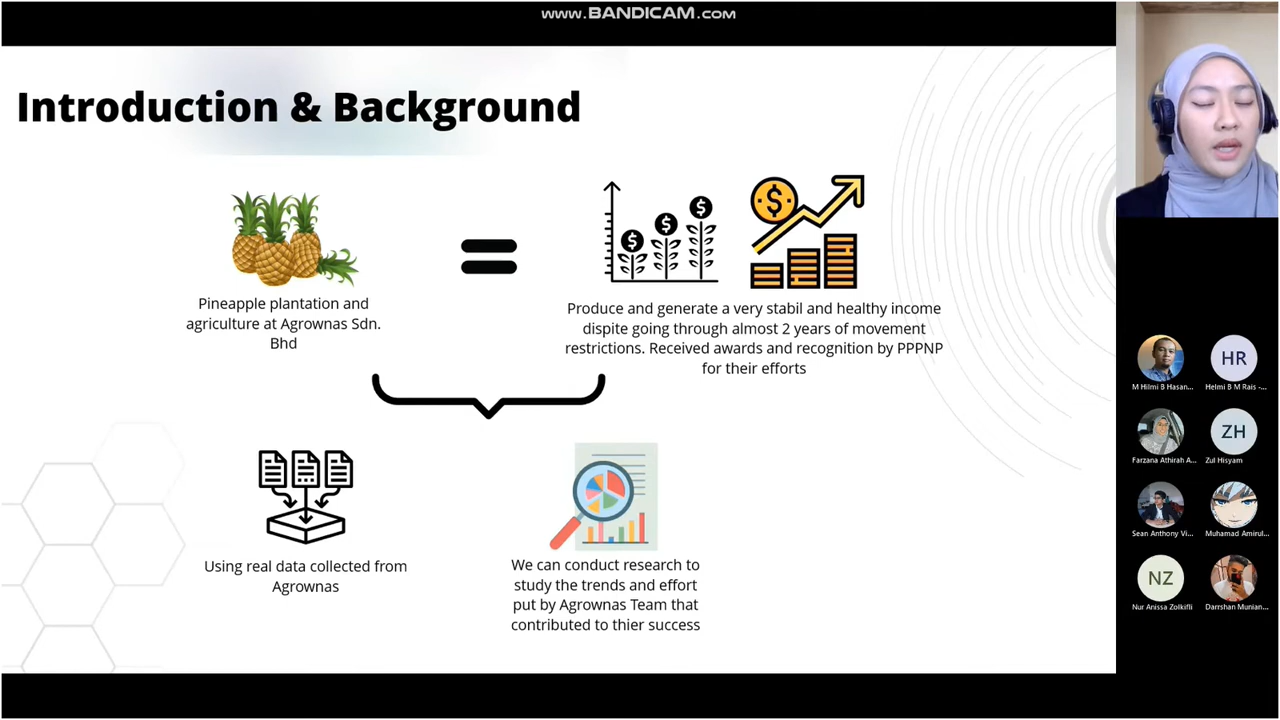 www.BANDICAM.com
Introduction & Background
Pineapple plantation and
agriculture at Agrownas Sdn.
Bhd
Produce and generate a very stabil and healthy income
dispite going through almost 2 years of movement
restrictions. Received awards and recognition by PPPNP
for their efforts
Using real data collected from
Agrownas
We can conduct research to
study the trends and effort
put by Agrownas Team that
contributed to thier success
M Hilmi B Hasan...
HR
Helmi B M Rais -...
Farzana Athirah A...
ZH
Zul Hisyam
Sean Anthony Vi...
Muhamad Amirul...
NZ
Nur Anissa Zolkifli
Darrshan Munian...